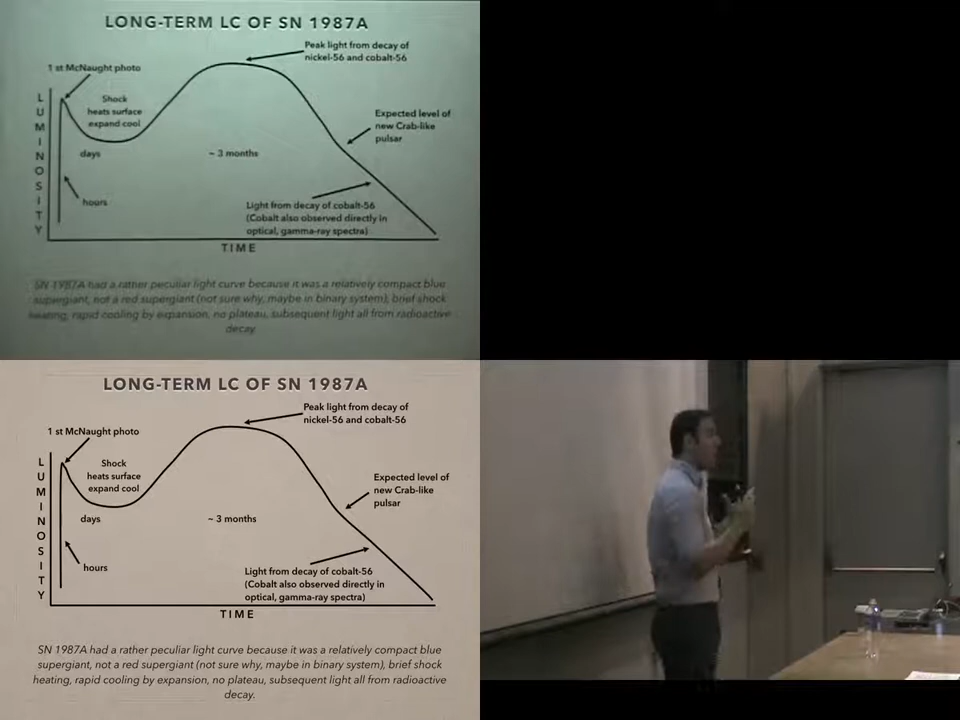 LONG-TERM LC OF SN 1987A
Peak light from decay of
nickel-56 and cobalt-56
1 st McNaught photo
Shock
heats surface
expand cool
Expected level of
new Crab-like
pulsar
LUMINOSITY
days
~ 3 months
hours
Light from decay of cobalt-56
(Cobalt also observed directly in
optical, gamma-ray spectra)
TIME
SN 1987A had a rather peculiar light curve because it was a relatively compact blue
supergiant, not a red supergiant (not sure why, maybe in binary system), brief shock
heating, rapid cooling by expansion, no plateau, subsequent light all from radioactive
decay.
LONG-TERM LC OF SN 1987A
Peak light from decay of
nickel-56 and cobalt-56
1 st McNaught photo
Shock
heats surface
expand cool
Expected level of
new Crab-like
pulsar
LUMINOSITY
days
~ 3 months
hours
Light from decay of cobalt-56
(Cobalt also observed directly in
optical, gamma-ray spectra)
TIME
SN 1987A had a rather peculiar light curve because it was a relatively compact blue
supergiant, not a red supergiant (not sure why, maybe in binary system), brief shock
heating, rapid cooling by expansion, no plateau, subsequent light all from radioactive
decay.